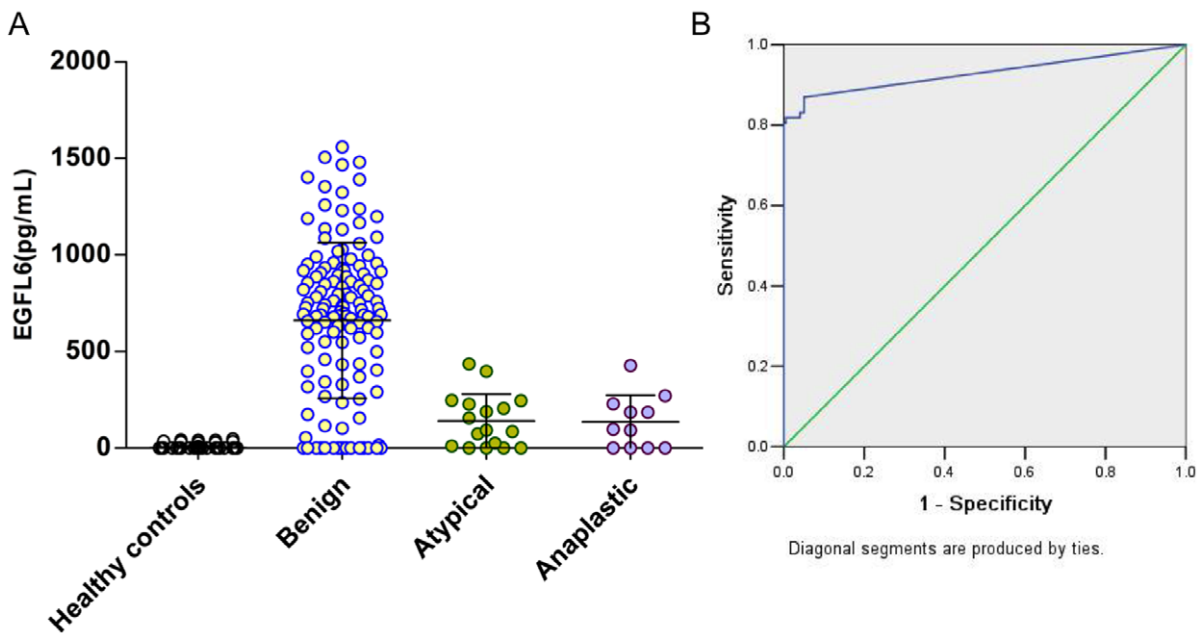 A
2000
1500
1000
500
0
EGFL6(pg/mL)
Healthy controls
Benign
Atypical
Anaplastic
B
1.0
0.8
0.6
0.4
0.2
0.0
Sensitivity
0.0 0.2 0.4 0.6 0.8 1.0
1 - Specificity
Diagonal segments are produced by ties.